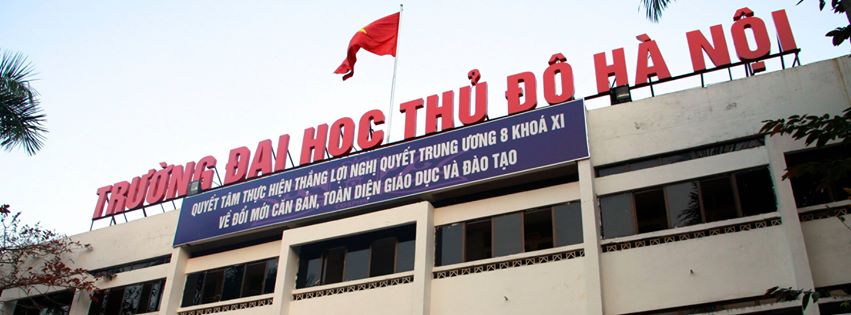 TRƯỜNG ĐẠI HỌC THỦ ĐÔ HÀ NỘI
QUYẾT TÂM THỰC HIỆN THẮNG LỢI NGHỊ QUYẾT TRUNG ƯƠNG 8 KHOÁ XI
VỀ ĐỔI MỚI CĂN BẢN, TOÀN DIỆN GIÁO DỤC VÀ ĐÀO TẠO